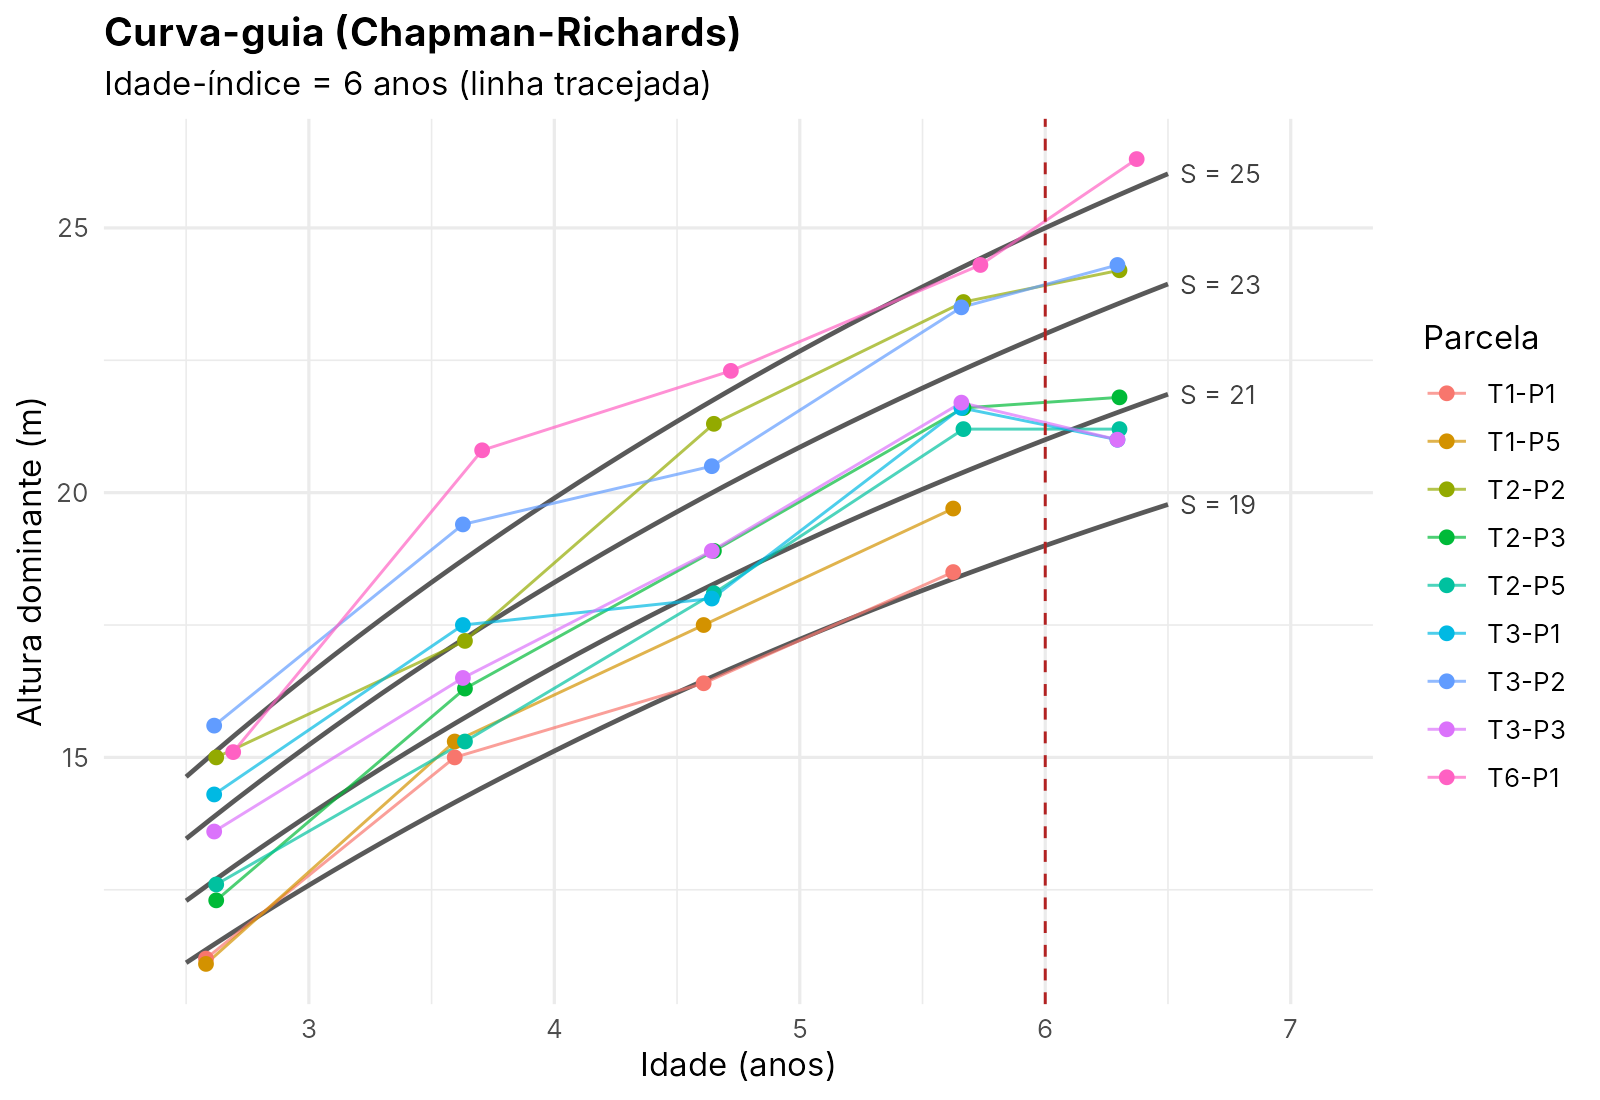 Curva-guia (Chapman-Richards)
Idade-índice = 6 anos (linha tracejada)
Altura dominante (m)
25
20
15
S = 25
S = 23
S = 21
S = 19
3
4
5
6
7
Idade (anos)
Parcela
T1-P1
T1-P5
T2-P2
T2-P3
T2-P5
T3-P1
T3-P2
T3-P3
T6-P1